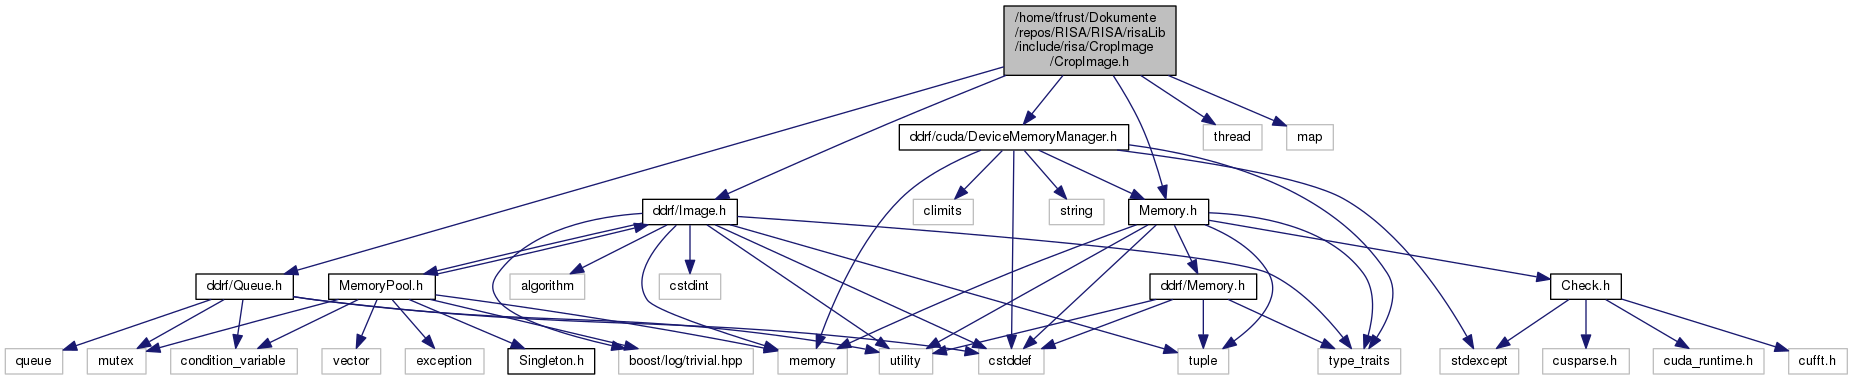 /home/tfrust/Dokumente
/repos/RISA/RISA/risaLib
/include/risa/CropImage
/CropImage.h
ddrf/cuda/DeviceMemoryManager.h
thread
map
ddrf/Image.h
climits
string
Memory.h
ddrf/Queue.h
MemoryPool.h
algorithm
cstdint
ddrf/Memory.h
Check.h
queue
mutex
condition_variable
vector
exception
Singleton.h
boost/log/trivial.hpp
memory
utility
cstddef
tuple
type_traits
stdexcept
cusparse.h
cuda_runtime.h
cufft.h